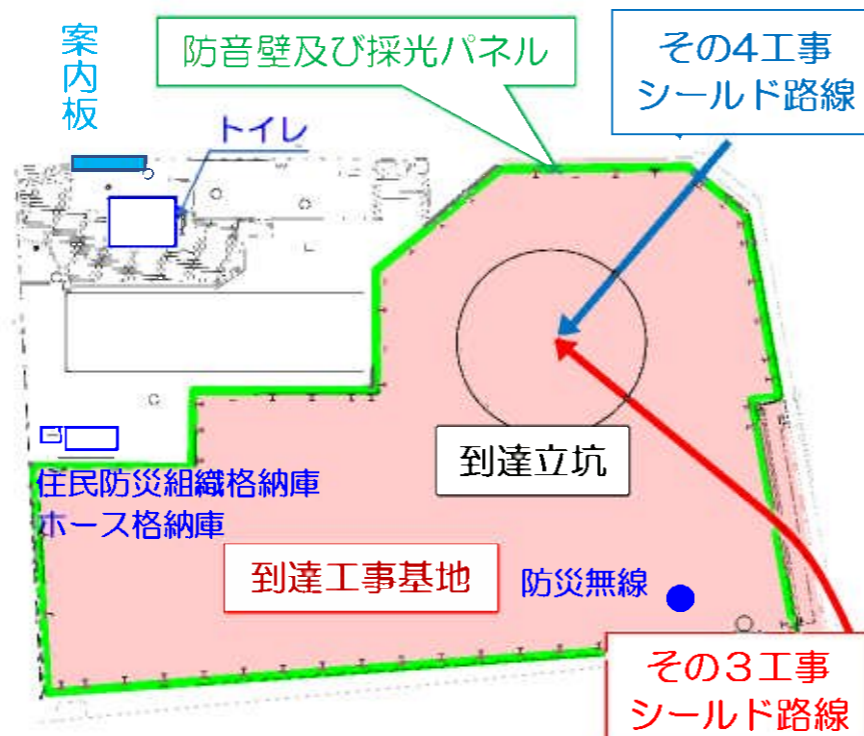 案内板
防音壁及び採光パネル
その4工事
シールド路線
トイレ
到達立坑
住民防災組織格納庫
ホース格納庫
到達工事基地
防災無線
その3工事
シールド路線